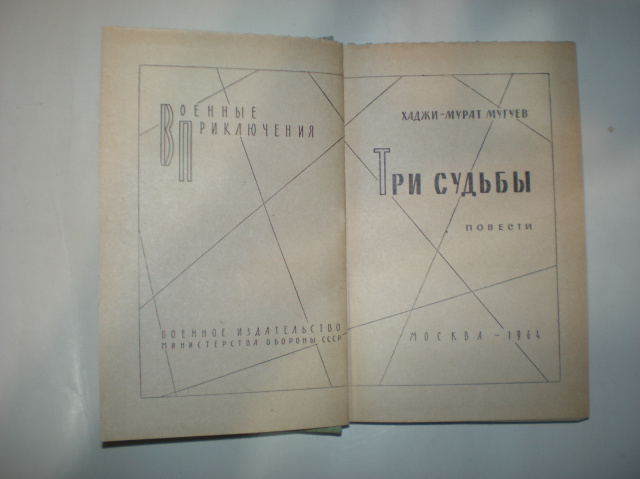 ВОЕННЫЕ
ПРИКЛЮЧЕНИЯ
ВОЕННОЕ ИЗДАТЕЛЬСТВО
МИНИСТЕРСТВА ОБОРОНЫ СССР
ХАДЖИ-МУРАТ МУГУЕВ
ТРИ СУДЬБЫ
ПОВЕСТИ
МОСКВА – 1964